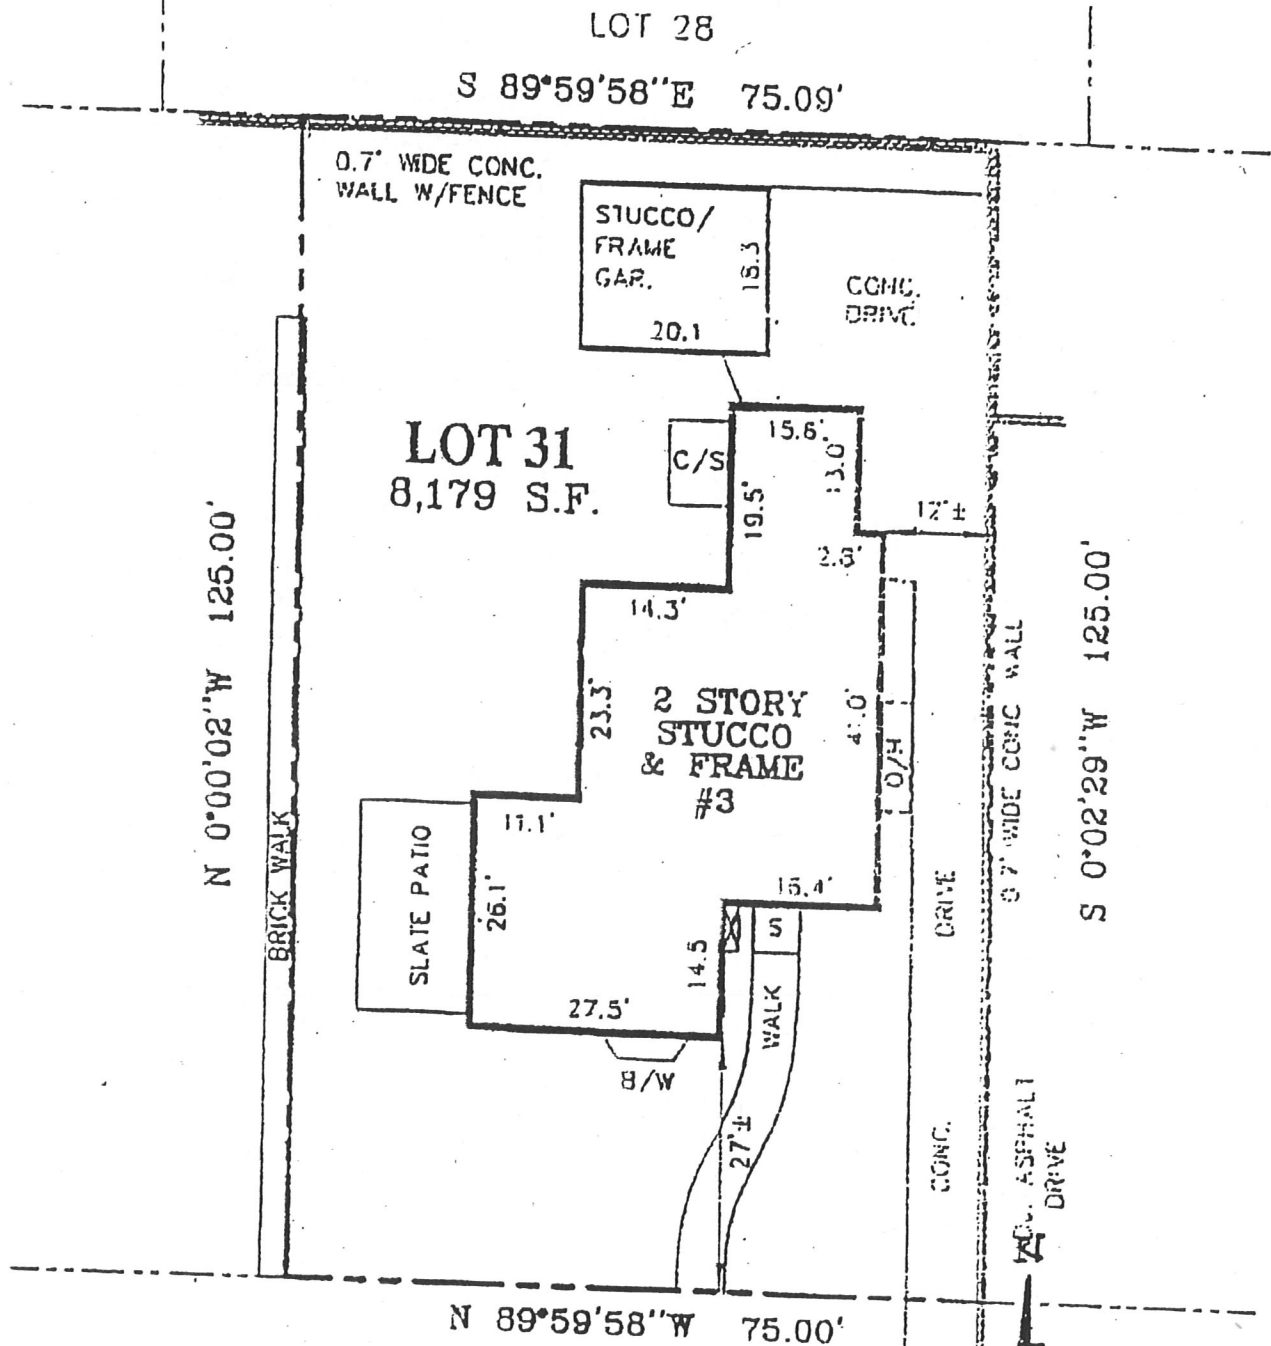 LOT 28
S 89°59'58"E 75.09'
0.7' WIDE CONC.
WALL W/FENCE
STUCCO/
FRAME
GAR.
18.3
20.1
CONC.
DRIVE
LOT 31
8,179 S.F.
C/S
15.6'
13.0'
19.5'
12'±
2.8'
14.3'
N 0°00'02"W 125.00'
S 0°02'29"W 125.00'
0.7' WIDE CONC WALL
23.3'
2 STORY
STUCCO
& FRAME
#3
41.0'
O/H
11.1'
BRICK WALK
SLATE PATIO
26.1'
16.4'
S
14.5
WALK
27.5'
B/W
27'±
CONC. DRIVE
ASPHALT
DRIVE
N 89°59'58"W 75.00'